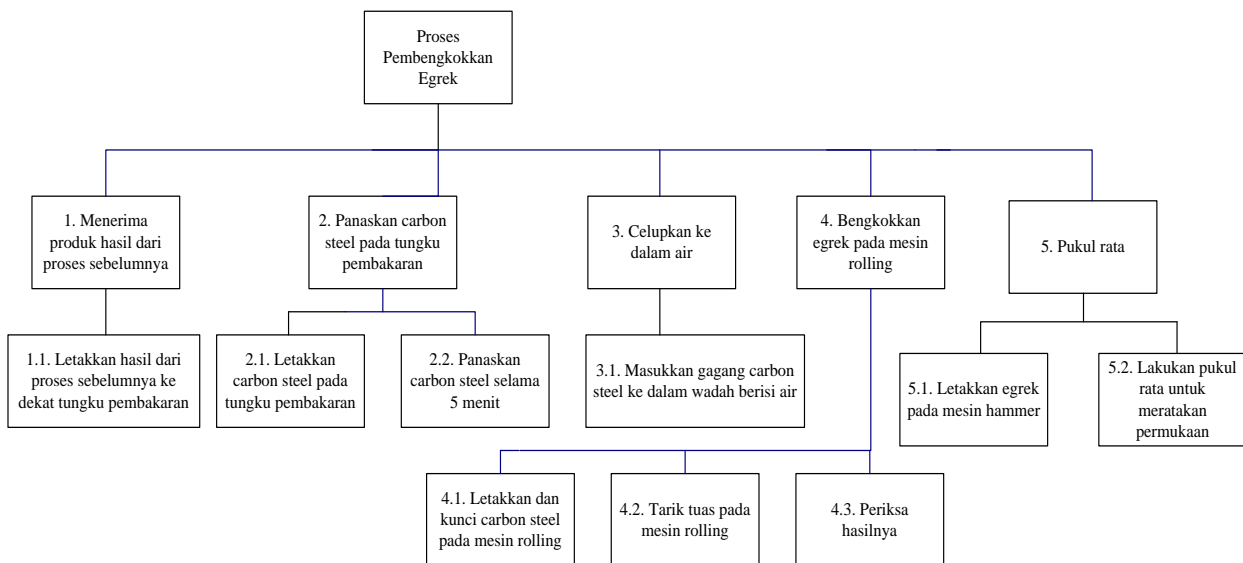 Proses
Pembengkokkan
Egrek
1. Menerima
produk hasil dari
proses sebelumnya
2. Panaskan carbon
steel pada tungku
pembakaran
3. Celupkan ke
dalam air
4. Bengkokkan
egrek pada mesin
rolling
5. Pukul rata
1.1. Letakkan hasil dari
proses sebelumnya ke
dekat tungku pembakaran
2.1. Letakkan
carbon steel pada
tungku pembakaran
2.2. Panaskan
carbon steel selama
5 menit
3.1. Masukkan gagang carbon
steel ke dalam wadah berisi air
5.1. Letakkan egrek
pada mesin hammer
5.2. Lakukan pukul
rata untuk
meratakan
permukaan
4.1. Letakkan dan
kunci carbon steel
pada mesin rolling
4.2. Tarik tuas pada
mesin rolling
4.3. Periksa
hasilnya